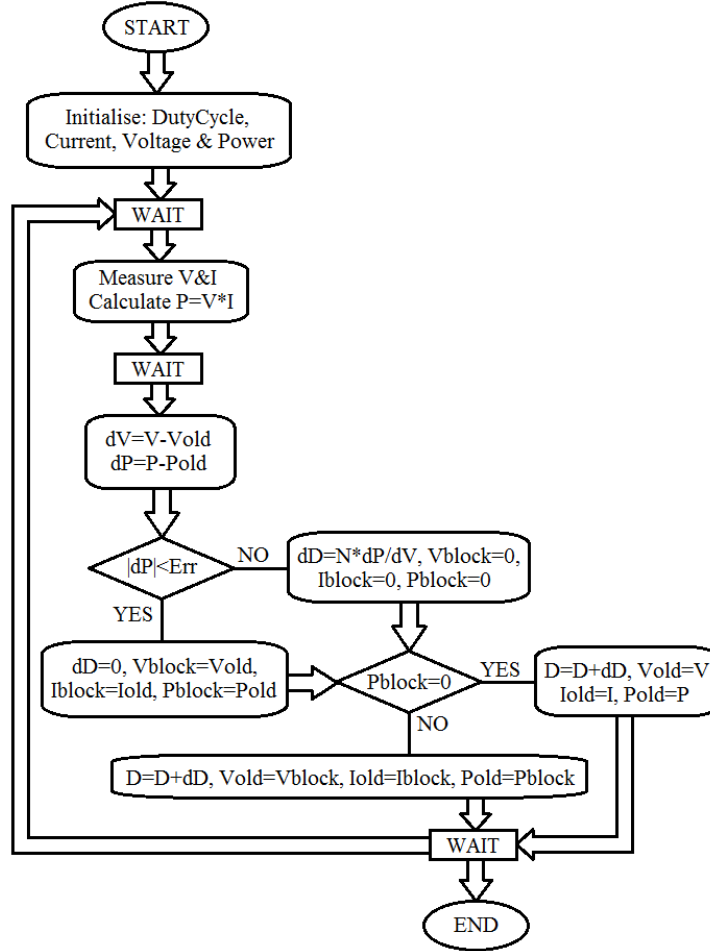 START
Initialise: DutyCycle,
Current, Voltage & Power
WAIT
Measure V&I
Calculate P=V*I
WAIT
dV=V-Vold
dP=P-Pold
|dP|<Err
NO
dD=N*dP/dV, Vblock=0,
Iblock=0, Pblock=0
YES
dD=0, Vblock=Vold,
Iblock=Iold, Pblock=Pold
Pblock=0
YES
D=D+dD, Vold=V
Iold=I, Pold=P
NO
D=D+dD, Vold=Vblock, Iold=Iblock, Pold=Pblock
WAIT
END